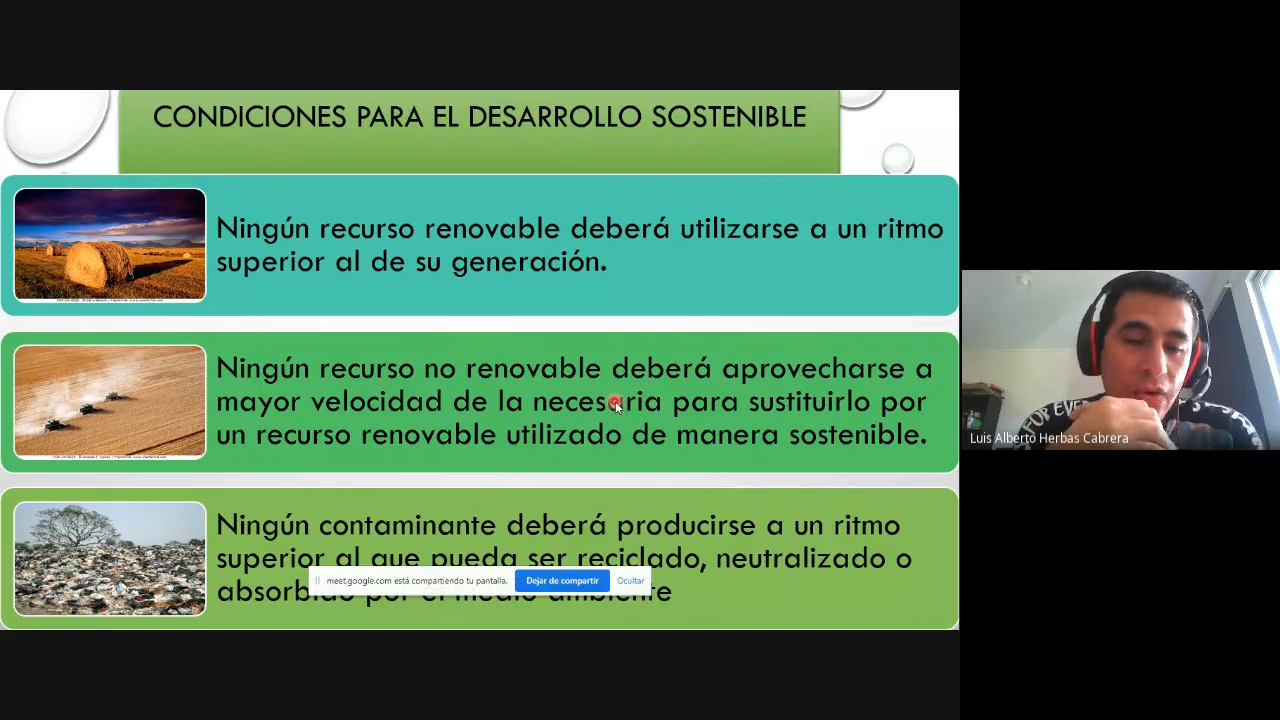 CONDICIONES PARA EL DESARROLLO SOSTENIBLE
Ningún recurso renovable deberá utilizarse a un ritmo
superior al de su generación.
Ningún recurso no renovable deberá aprovecharse a
mayor velocidad de la necesaria para sustituirlo por
un recurso renovable utilizado de manera sostenible.
Ningún contaminante deberá producirse a un ritmo
superior al que pueda ser reciclado, neutralizado o
absorbido por el medio ambiente
meet.google.com está compartiendo tu pantalla.
Dejar de compartir
Ocultar
FOR EVER
Luis Alberto Herbas Cabrera